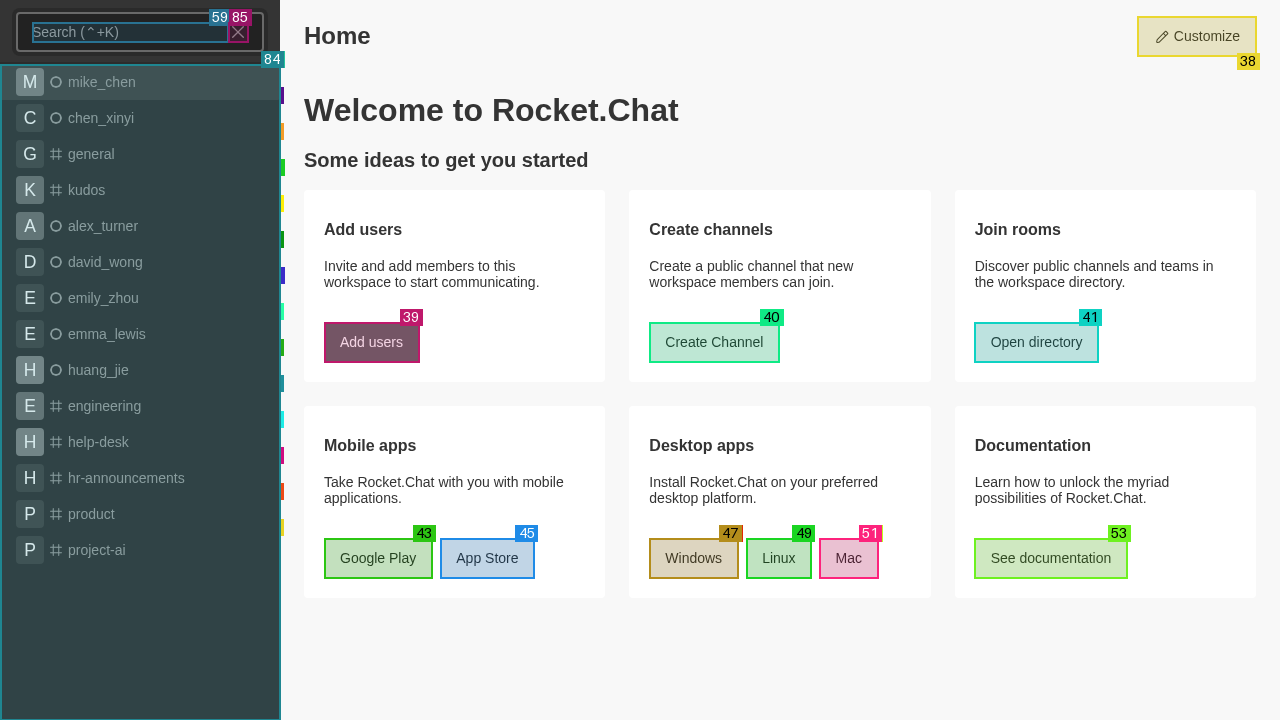 Search (⌃+K)
59
85
84
M mike_chen
C chen_xinyi
G general
K kudos
A alex_turner
D david_wong
E emily_zhou
E emma_lewis
H huang_jie
E engineering
H help-desk
H hr-announcements
P product
P project-ai
Home
Customize
38
Welcome to Rocket.Chat
Some ideas to get you started
Add users
Invite and add members to this
workspace to start communicating.
39
Add users
Create channels
Create a public channel that new
workspace members can join.
40
Create Channel
Join rooms
Discover public channels and teams in
the workspace directory.
41
Open directory
Mobile apps
Take Rocket.Chat with you with mobile
applications.
43
Google Play
45
App Store
Desktop apps
Install Rocket.Chat on your preferred
desktop platform.
47
Windows
49
Linux
51
Mac
Documentation
Learn how to unlock the myriad
possibilities of Rocket.Chat.
53
See documentation